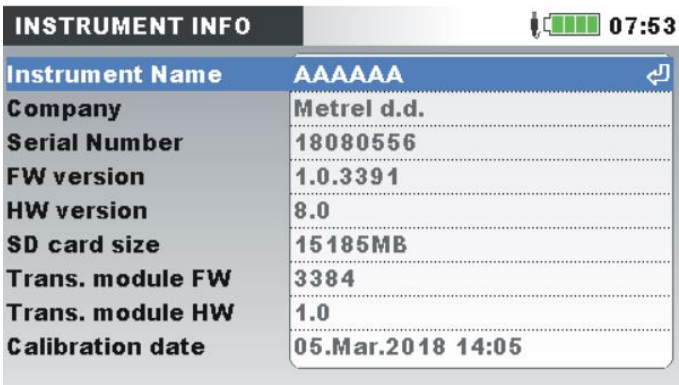 INSTRUMENT INFO 07:53
Instrument Name AAAAAA
Company Metrel d.d.
Serial Number 18080556
FW version 1.0.3391
HW version 8.0
SD card size 15185MB
Trans. module FW 3384
Trans. module HW 1.0
Calibration date 05.Mar.2018 14:05